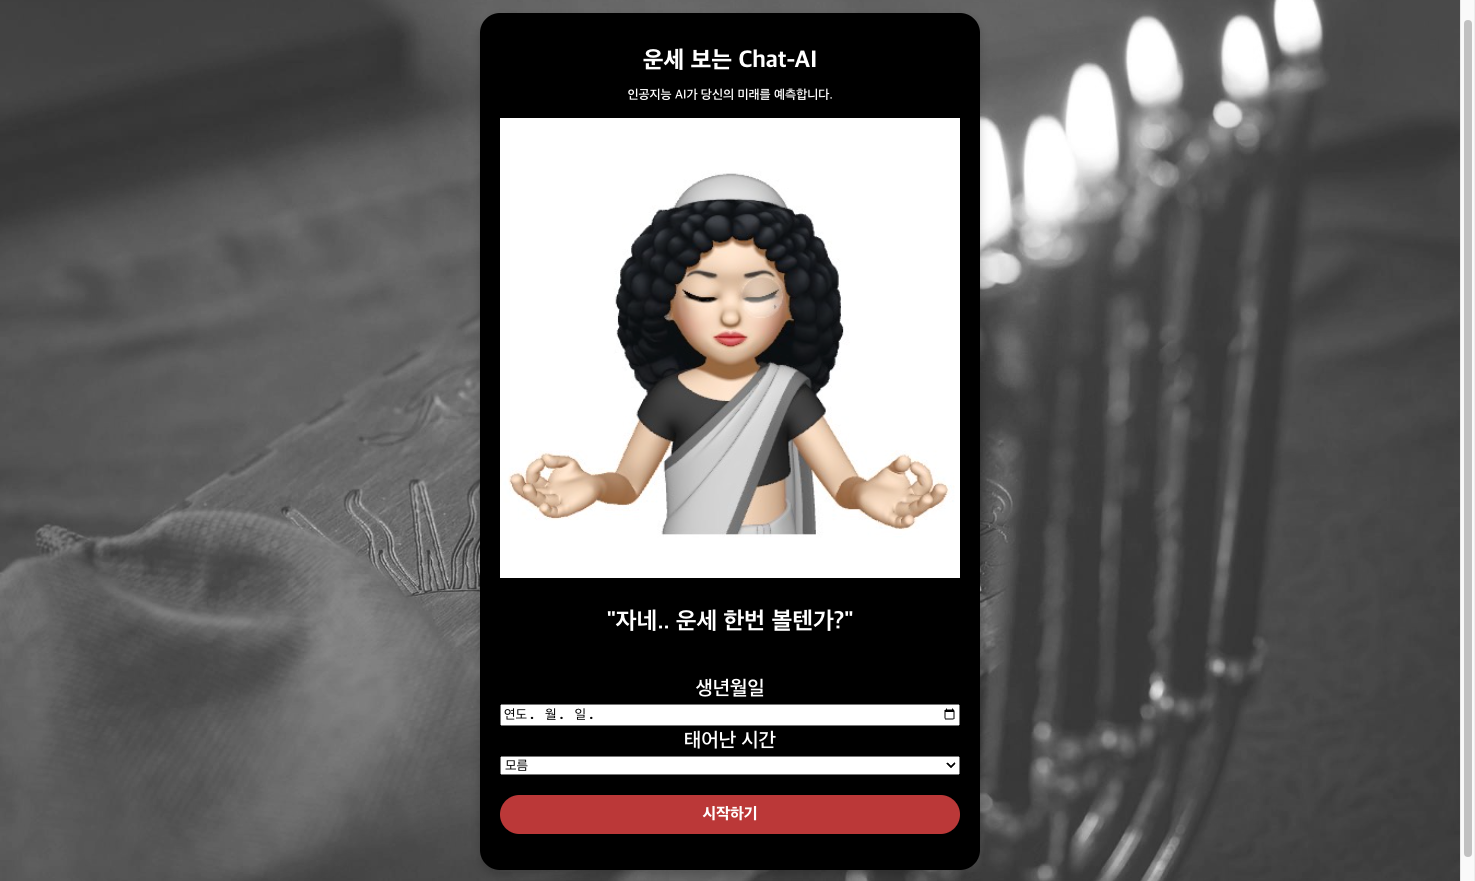 운세 보는 Chat-AI
인공지능 AI가 당신의 미래를 예측합니다.
"자네.. 운세 한번 볼텐가?"
생년월일
연도. 월. 일.
태어난 시간
모름
시작하기